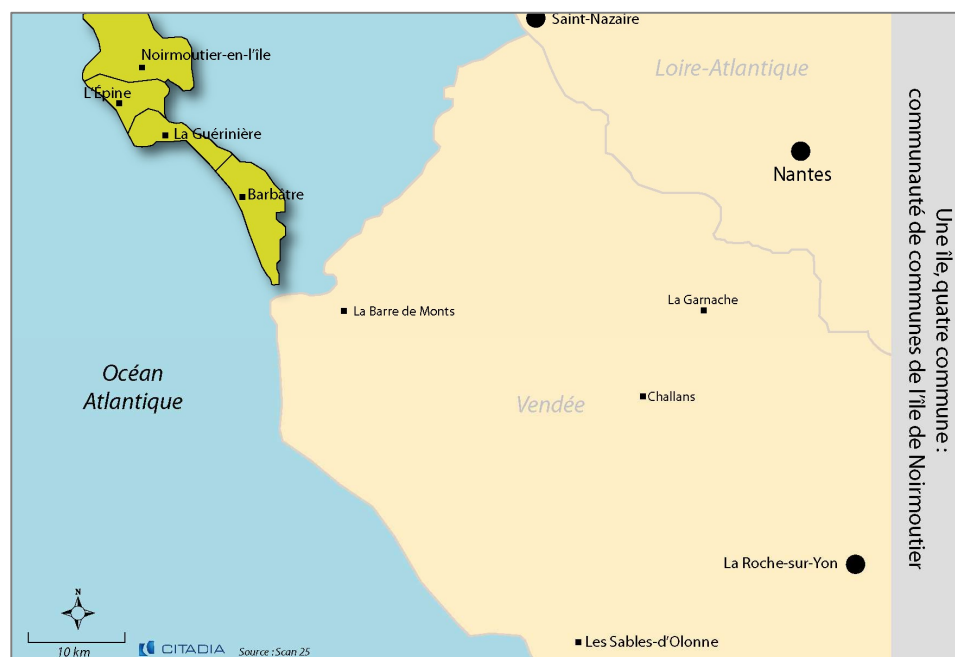 Saint-Nazaire
Noirmoutier-en-l'île
Loire-Atlantique
L'Épine
La Guérinière
Nantes
Barbâtre
La Garnache
La Barre de Monts
Océan
Atlantique
Vendée
Challans
La Roche-sur-Yon
Les Sables-d'Olonne
N
10 km
CITADIA
Source : Scan 25
Une île, quatre commune :
communauté de communes de l'île de Noirmoutier